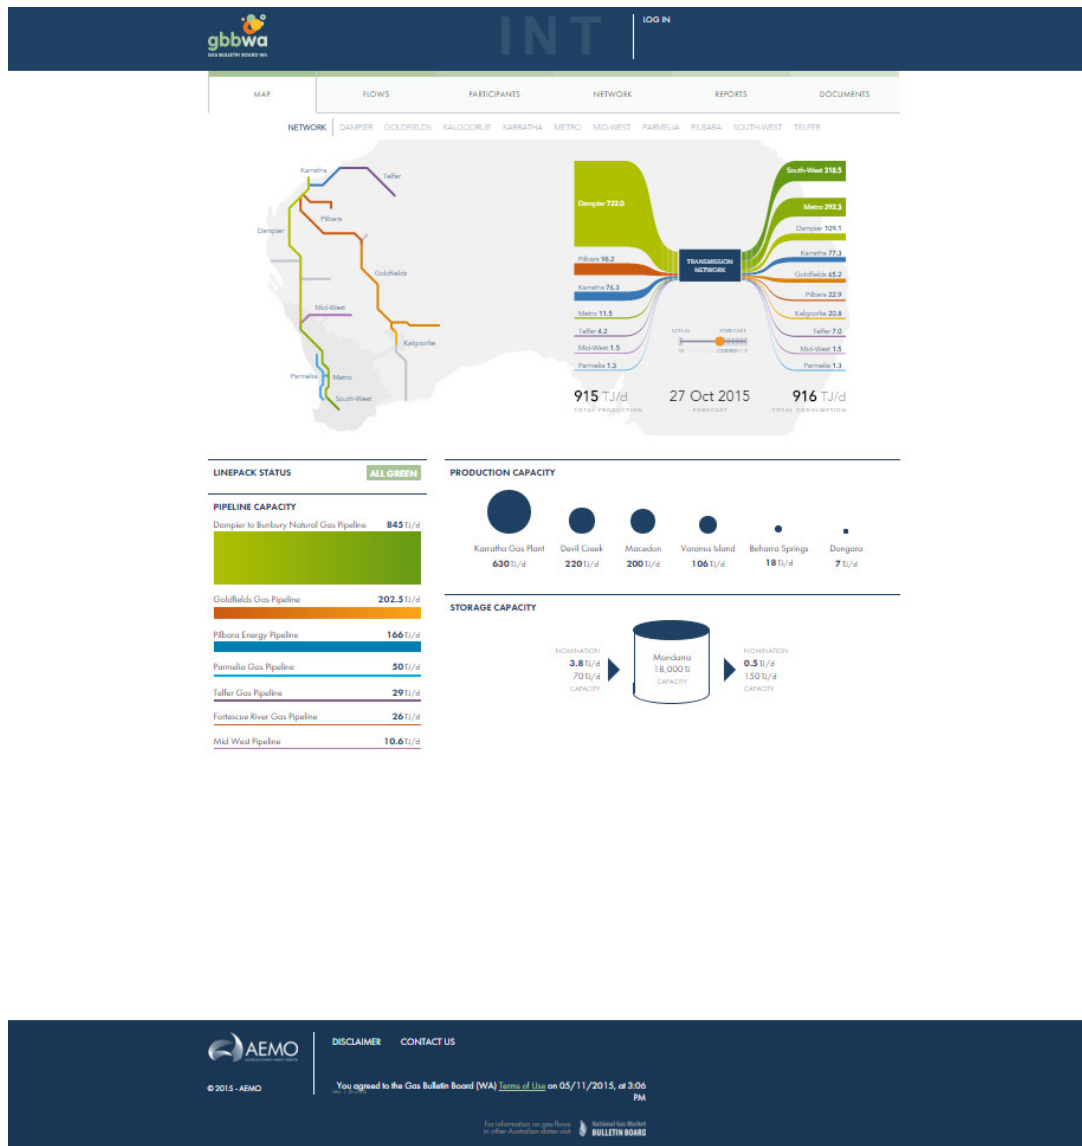 gbbwa
GAS BULLETIN BOARD WA
INT
LOG IN
MAP FLOWS PARTICIPANTS NETWORK REPORTS DOCUMENTS
NETWORK DAMPIER GOLDFIELDS KALGOORLIE KARRATHA METRO MID-WEST PARMELIA PILBARA SOUTH-WEST TELFER
Karratha
Telfer
Pilbara
Dampier
Goldfields
Mid-West
Kalgoorlie
Parmelia
Metro
South-West
Dampier 722.0
Pilbara 98.2
Karratha 76.3
Metro 11.5
Telfer 4.2
Mid-West 1.5
Parmelia 1.3
TRANSMISSION
NETWORK
ACTUAL FORECAST
South-West 318.5
Metro 292.3
Dampier 109.1
Karratha 77.3
Goldfields 65.2
Pilbara 22.9
Kalgoorlie 20.8
Telfer 7.0
Mid-West 1.5
Parmelia 1.3
915 TJ/d
TOTAL PRODUCTION
27 Oct 2015
FORECAST
916 TJ/d
TOTAL CONSUMPTION
LINEPACK STATUS ALL GREEN
PIPELINE CAPACITY
Dampier to Bunbury Natural Gas Pipeline 845 TJ/d
Goldfields Gas Pipeline 202.5 TJ/d
Pilbara Energy Pipeline 166 TJ/d
Parmelia Gas Pipeline 50 TJ/d
Telfer Gas Pipeline 29 TJ/d
Fortescue River Gas Pipeline 26 TJ/d
Mid West Pipeline 10.6 TJ/d
PRODUCTION CAPACITY
Karratha Gas Plant Devil Creek Macedon Varanus Island Beharra Springs Dongara
630 TJ/d 220 TJ/d 200 TJ/d 106 TJ/d 18 TJ/d 7 TJ/d
STORAGE CAPACITY
NOMINATION
3.8 TJ/d
70 TJ/d
CAPACITY
Mondarra
18,000 TJ
CAPACITY
NOMINATION
0.5 TJ/d
150 TJ/d
CAPACITY
AEMO
AUSTRALIAN ENERGY MARKET OPERATOR
© 2015 - AEMO
DISCLAIMER CONTACT US
You agreed to the Gas Bulletin Board (WA) Terms of Use on 05/11/2015, at 3:06
PM
For information on gas flows
in other Australian states visit
National Gas Market
BULLETIN BOARD